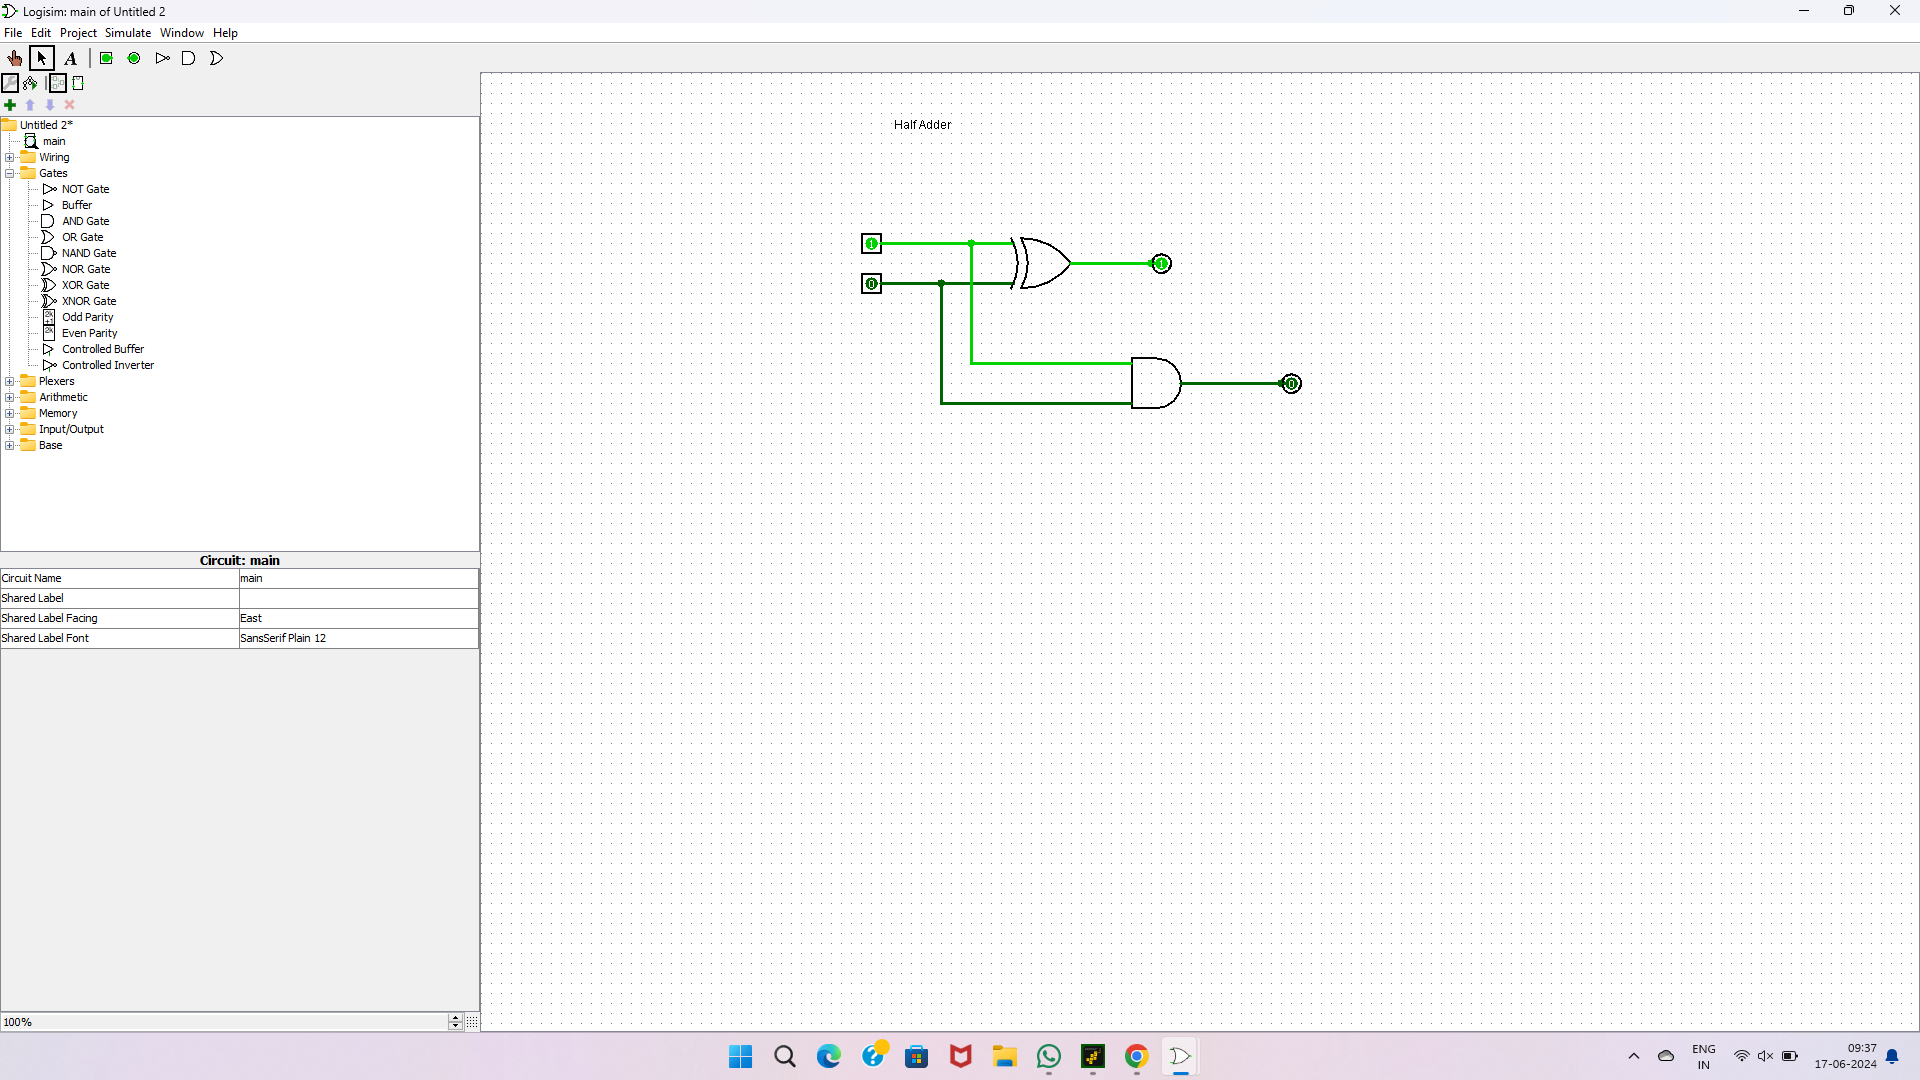 Logisim: main of Untitled 2
File Edit Project Simulate Window Help
A
Untitled 2*
main
Wiring
Gates
NOT Gate
Buffer
AND Gate
OR Gate
NAND Gate
NOR Gate
XOR Gate
XNOR Gate
Odd Parity
Even Parity
Controlled Buffer
Controlled Inverter
Plexers
Arithmetic
Memory
Input/Output
Base
Circuit: main
Circuit Name main
Shared Label
Shared Label Facing East
Shared Label Font SansSerif Plain 12
100%
Half Adder
1
1
0
0
ENG
IN
09:37
17-06-2024